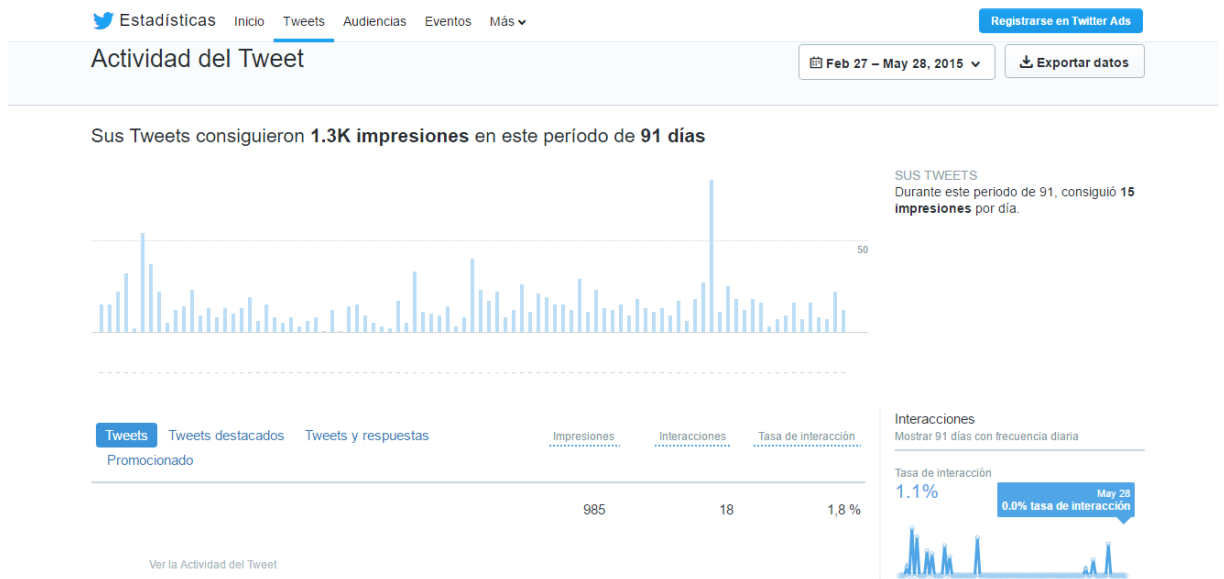 Estadísticas Inicio Tweets Audiencias Eventos Más Registrarse en Twitter Ads
Actividad del Tweet
Feb 27 – May 28, 2015
Exportar datos
Sus Tweets consiguieron 1.3K impresiones en este período de 91 días
SUS TWEETS
Durante este periodo de 91, consiguió 15
impresiones por día.
50
Tweets Tweets destacados Tweets y respuestas
Promocionado
Impresiones Interacciones Tasa de interacción
985 18 1,8 %
Ver la Actividad del Tweet
Interacciones
Mostrar 91 días con frecuencia diaria
Tasa de interacción
1.1%
May 28
0.0% tasa de interacción